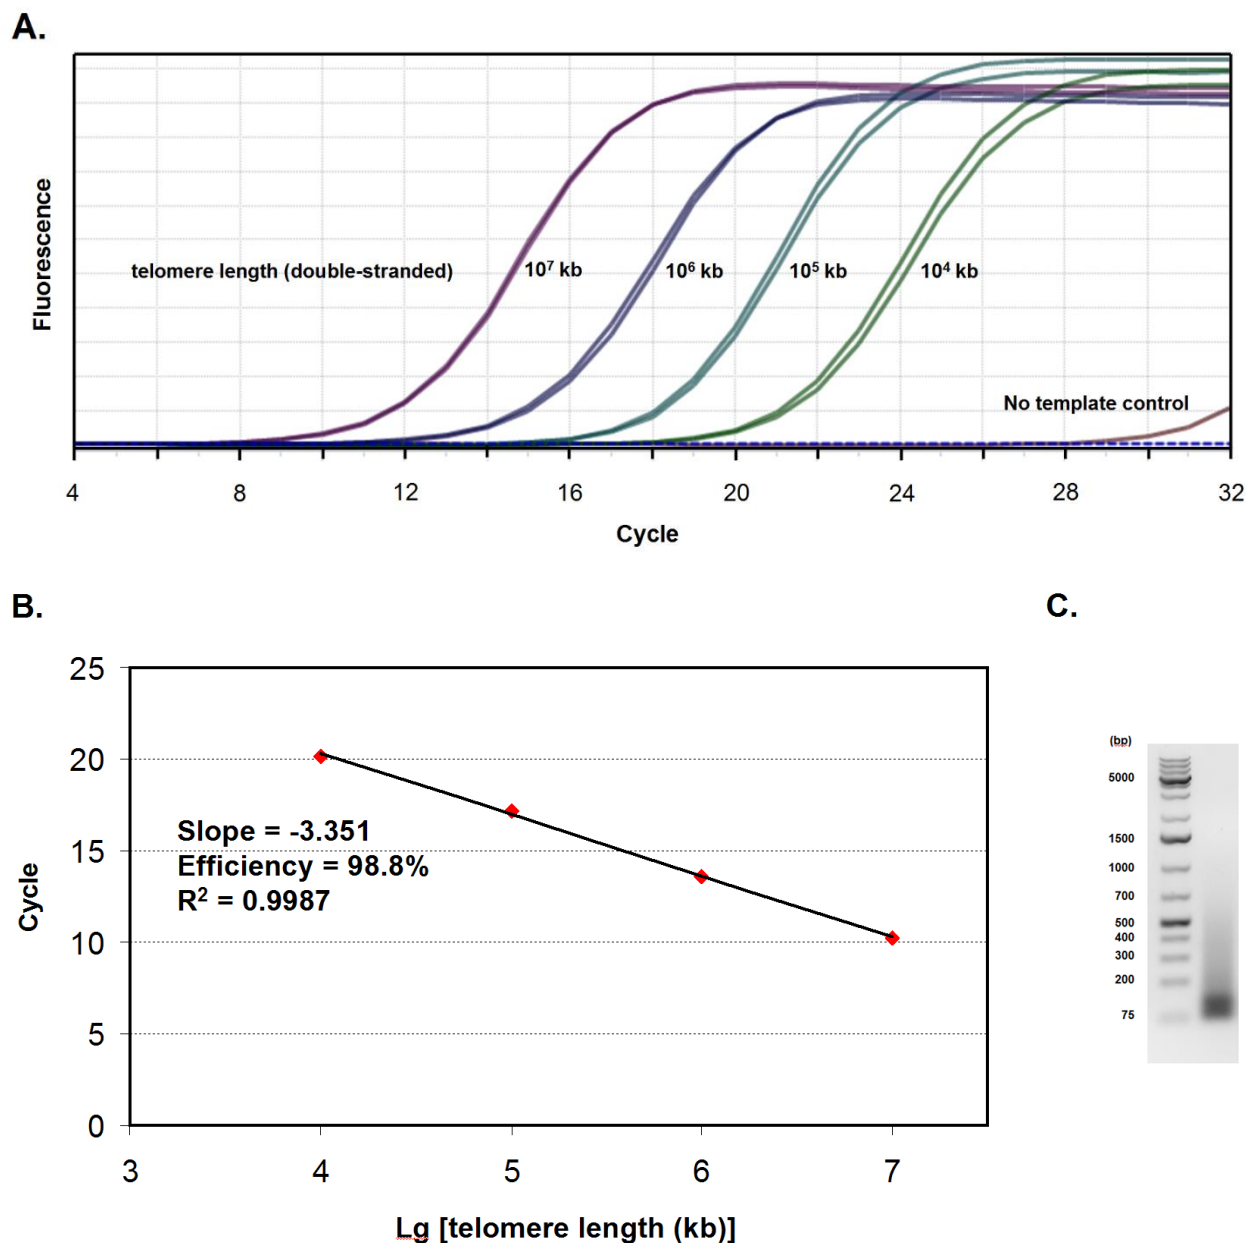 A.
Fluorescence
telomere length (double-stranded)
10⁷ kb
10⁶ kb
10⁵ kb
10⁴ kb
No template control
4 8 12 16 20 24 28 32
Cycle
B.
Cycle
25
20
15
10
5
0
Slope = -3.351
Efficiency = 98.8%
R² = 0.9987
3 4 5 6 7
Lg [telomere length (kb)]
C.
(bp)
5000
1500
1000
700
500
400
300
200
75